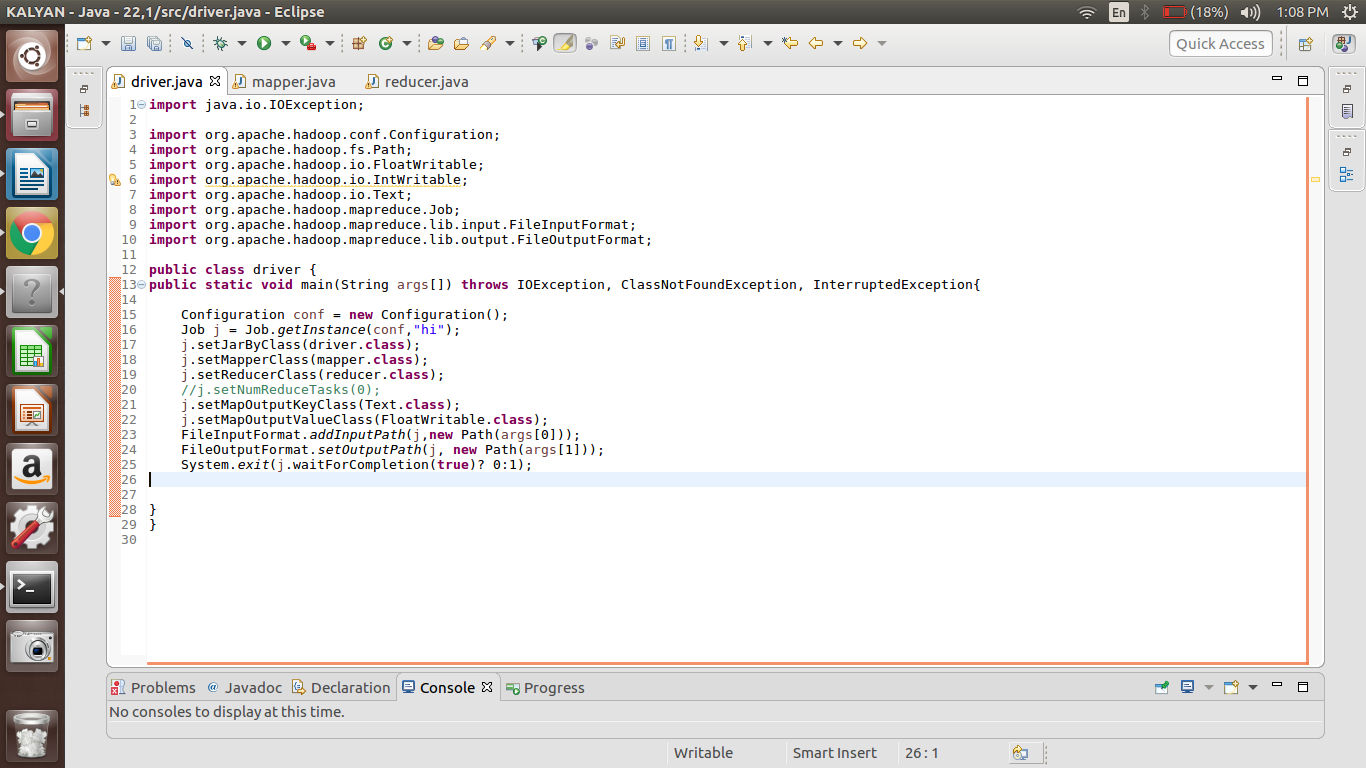 KALYAN - Java - 22,1/src/driver.java - Eclipse
En
(18%)
1:08 PM
Quick Access
driver.java
mapper.java
reducer.java
1 import java.io.IOException;
2
3 import org.apache.hadoop.conf.Configuration;
4 import org.apache.hadoop.fs.Path;
5 import org.apache.hadoop.io.FloatWritable;
6 import org.apache.hadoop.io.IntWritable;
7 import org.apache.hadoop.io.Text;
8 import org.apache.hadoop.mapreduce.Job;
9 import org.apache.hadoop.mapreduce.lib.input.FileInputFormat;
10 import org.apache.hadoop.mapreduce.lib.output.FileOutputFormat;
11
12 public class driver {
13 public static void main(String args[]) throws IOException, ClassNotFoundException, InterruptedException{
14
15     Configuration conf = new Configuration();
16     Job j = Job.getInstance(conf,"hi");
17     j.setJarByClass(driver.class);
18     j.setMapperClass(mapper.class);
19     j.setReducerClass(reducer.class);
20     //j.setNumReduceTasks(0);
21     j.setMapOutputKeyClass(Text.class);
22     j.setMapOutputValueClass(FloatWritable.class);
23     FileInputFormat.addInputPath(j,new Path(args[0]));
24     FileOutputFormat.setOutputPath(j, new Path(args[1]));
25     System.exit(j.waitForCompletion(true)? 0:1);
26
27
28 }
29 }
30
Problems
@ Javadoc
Declaration
Console
Progress
No consoles to display at this time.
Writable
Smart Insert
26 : 1